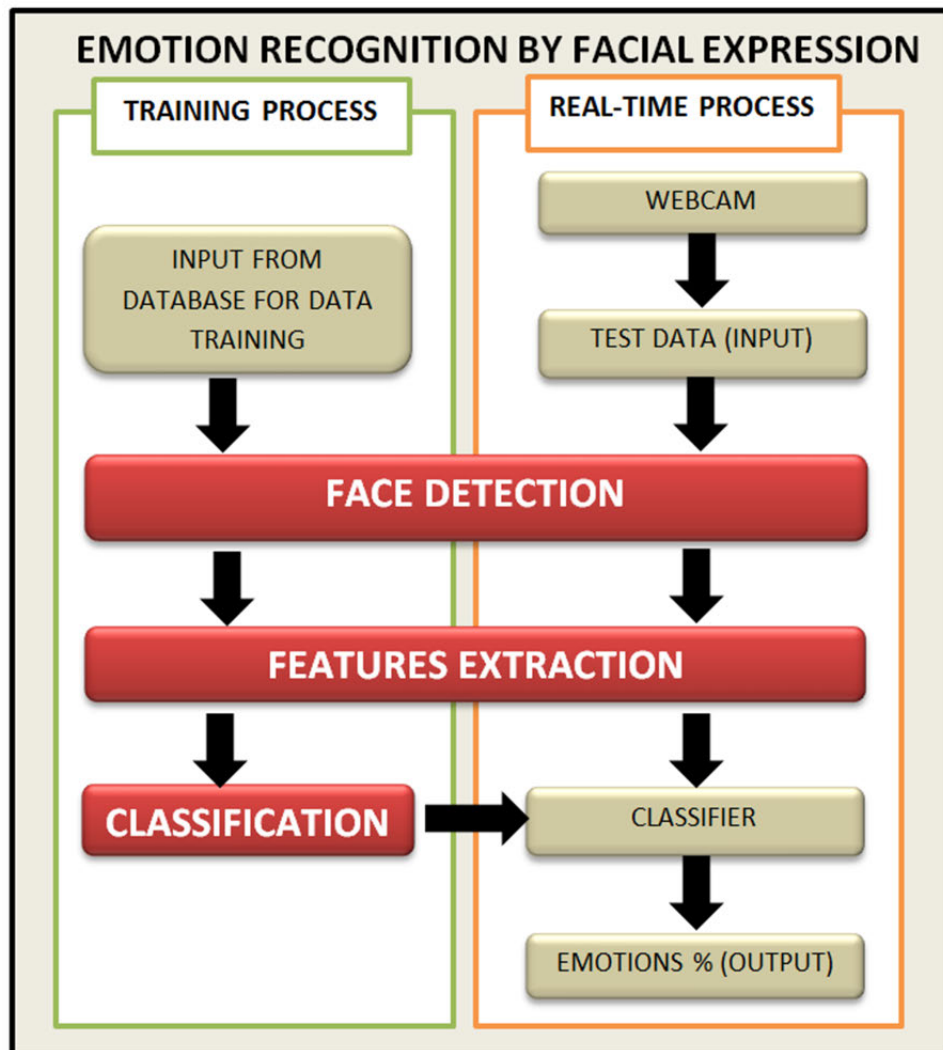 EMOTION RECOGNITION BY FACIAL EXPRESSION
TRAINING PROCESS
REAL-TIME PROCESS
WEBCAM
INPUT FROM
DATABASE FOR DATA
TRAINING
TEST DATA (INPUT)
FACE DETECTION
FEATURES EXTRACTION
CLASSIFICATION
CLASSIFIER
EMOTIONS % (OUTPUT)